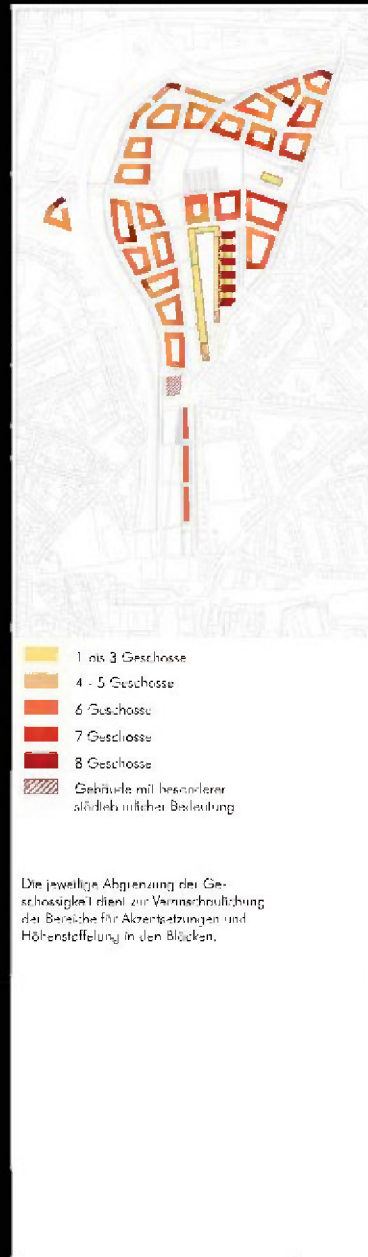 1 bis 3 Geschosse
4 - 5 Geschosse
6 Geschosse
7 Geschosse
8 Geschosse
Gebäude mit besonderer
städtebaulicher Bedeutung
Die jeweilige Abgrenzung der Ge-
schossigkeit dient zur Veranschaulichung
der Bereiche für Akzentsetzungen und
Höhenstaffelung in den Blöcken.